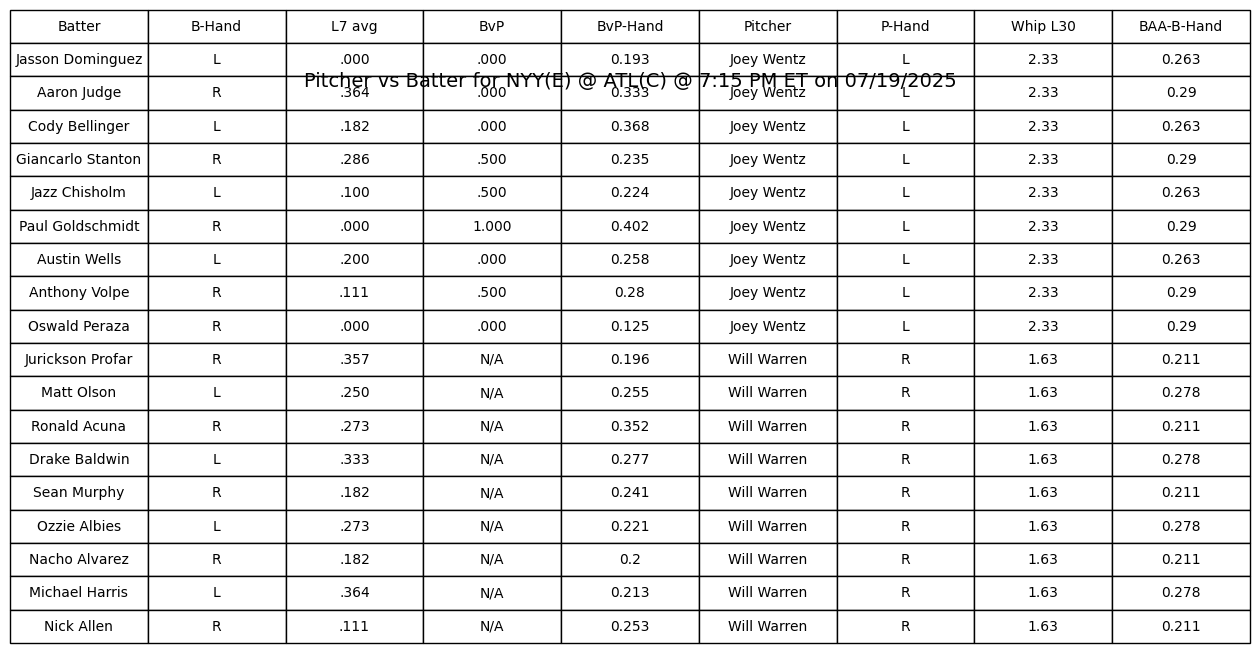 Batter B-Hand L7 avg BvP BvP-Hand Pitcher P-Hand Whip L30 BAA-B-Hand
Jasson Dominguez L .000 .000 0.193 Joey Wentz L 2.33 0.263
Pitcher vs Batter for NYY(E) @ ATL(C) @ 7:15 PM ET on 07/19/2025
Aaron Judge R .364 .000 0.333 Joey Wentz L 2.33 0.29
Cody Bellinger L .182 .000 0.368 Joey Wentz L 2.33 0.263
Giancarlo Stanton R .286 .500 0.235 Joey Wentz L 2.33 0.29
Jazz Chisholm L .100 .500 0.224 Joey Wentz L 2.33 0.263
Paul Goldschmidt R .000 1.000 0.402 Joey Wentz L 2.33 0.29
Austin Wells L .200 .000 0.258 Joey Wentz L 2.33 0.263
Anthony Volpe R .111 .500 0.28 Joey Wentz L 2.33 0.29
Oswald Peraza R .000 .000 0.125 Joey Wentz L 2.33 0.29
Jurickson Profar R .357 N/A 0.196 Will Warren R 1.63 0.211
Matt Olson L .250 N/A 0.255 Will Warren R 1.63 0.278
Ronald Acuna R .273 N/A 0.352 Will Warren R 1.63 0.211
Drake Baldwin L .333 N/A 0.277 Will Warren R 1.63 0.278
Sean Murphy R .182 N/A 0.241 Will Warren R 1.63 0.211
Ozzie Albies L .273 N/A 0.221 Will Warren R 1.63 0.278
Nacho Alvarez R .182 N/A 0.2 Will Warren R 1.63 0.211
Michael Harris L .364 N/A 0.213 Will Warren R 1.63 0.278
Nick Allen R .111 N/A 0.253 Will Warren R 1.63 0.211